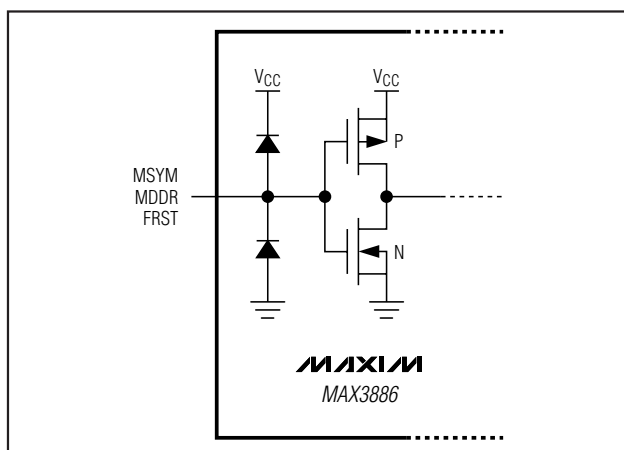 VCC VCC
P
MSYM
MDDR
FRST
N
MAXIM
MAX3886